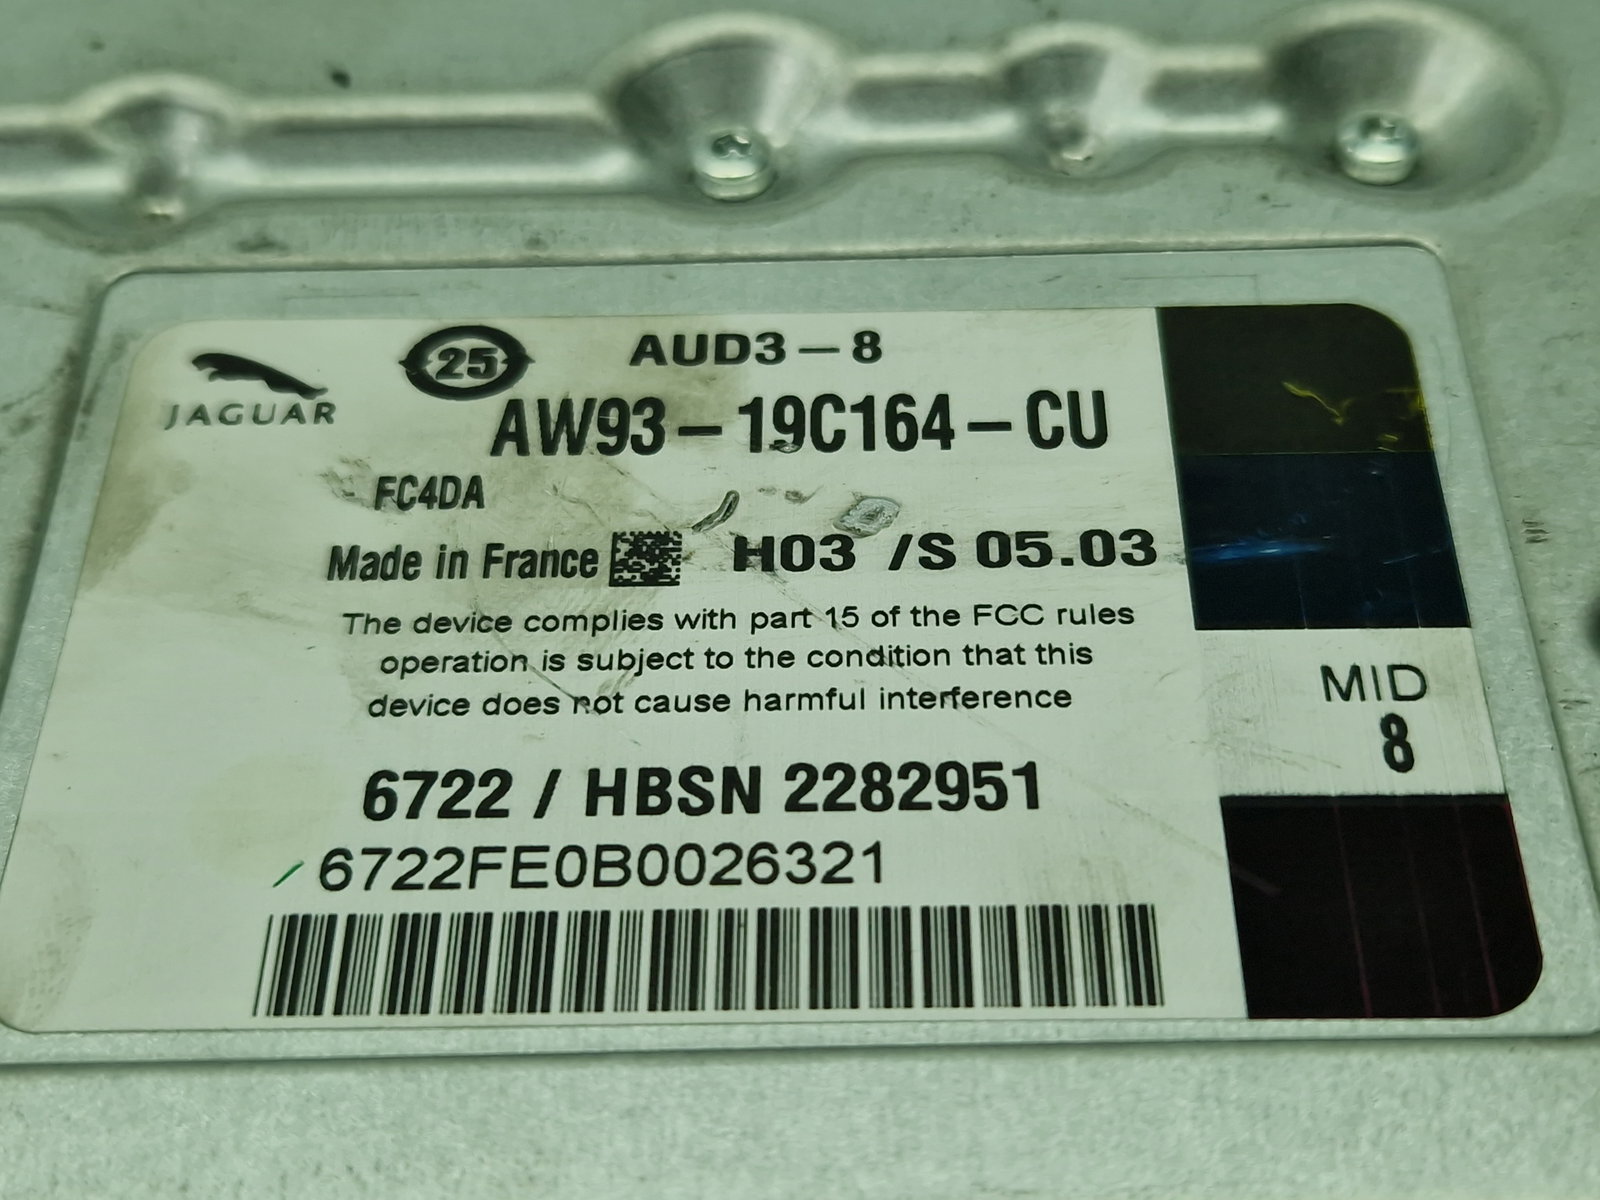 JAGUAR
25
AUD3-8
AW93-19C164-CU
FC4DA
Made in France
H03 /S 05.03
The device complies with part 15 of the FCC rules
operation is subject to the condition that this
device does not cause harmful interference
MID
8
6722 / HBSN 2282951
6722FE0B0026321